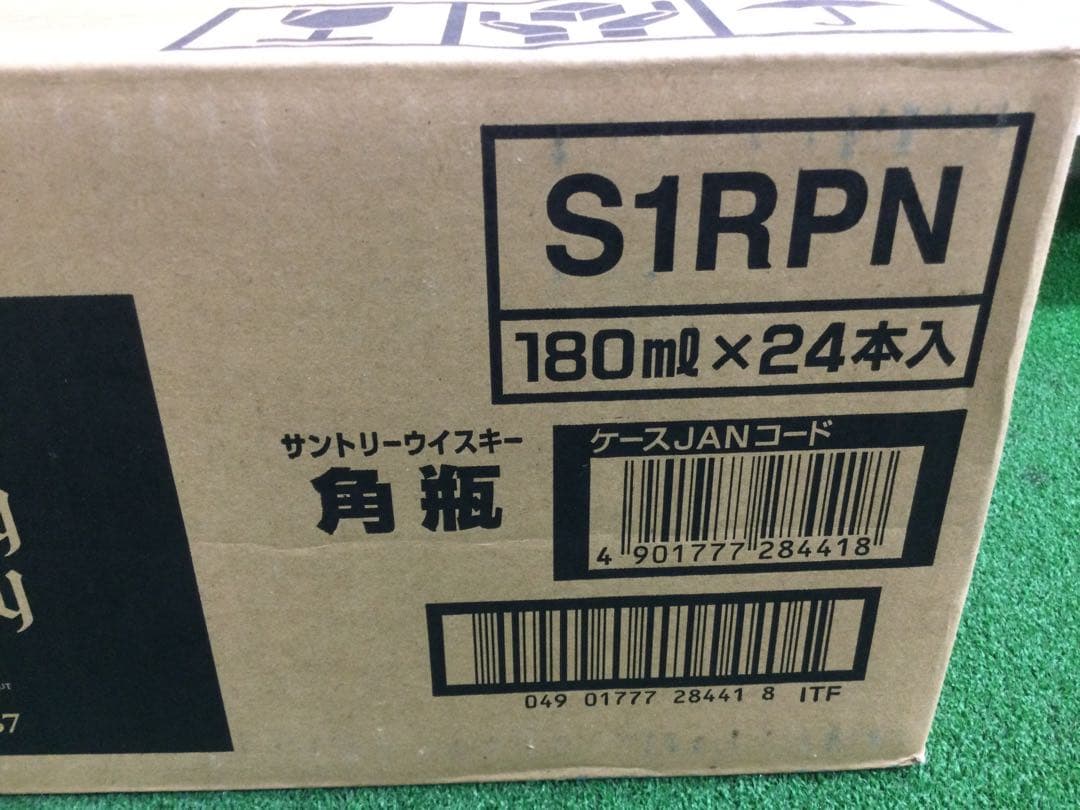 S1RPN
180ml×24本入
サントリーウイスキー
角瓶
ケースJANコード
4 901777 284418
049 01777 28441 8 ITF